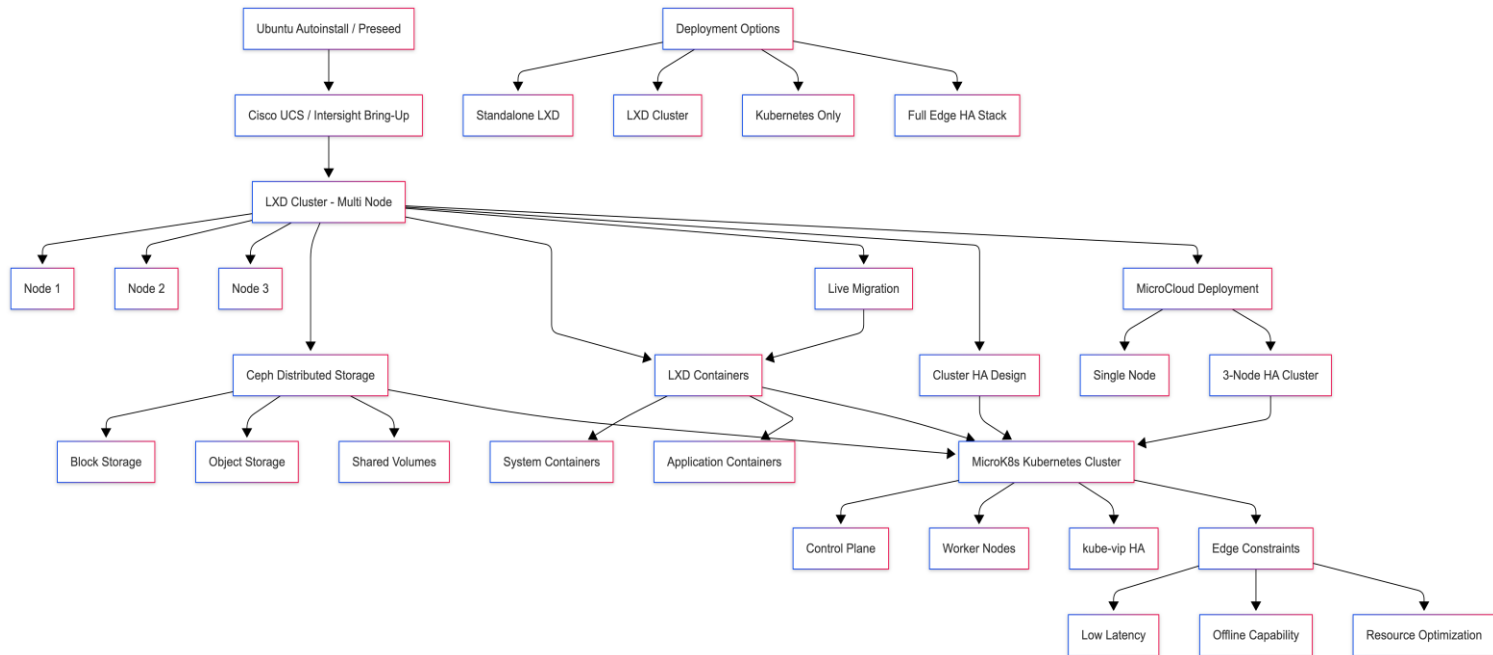 Ubuntu Autoinstall / Preseed
Deployment Options
Cisco UCS / Intersight Bring-Up
Standalone LXD
LXD Cluster
Kubernetes Only
Full Edge HA Stack
LXD Cluster - Multi Node
Node 1
Node 2
Node 3
Live Migration
MicroCloud Deployment
Ceph Distributed Storage
LXD Containers
Cluster HA Design
Single Node
3-Node HA Cluster
Block Storage
Object Storage
Shared Volumes
System Containers
Application Containers
MicroK8s Kubernetes Cluster
Control Plane
Worker Nodes
kube-vip HA
Edge Constraints
Low Latency
Offline Capability
Resource Optimization